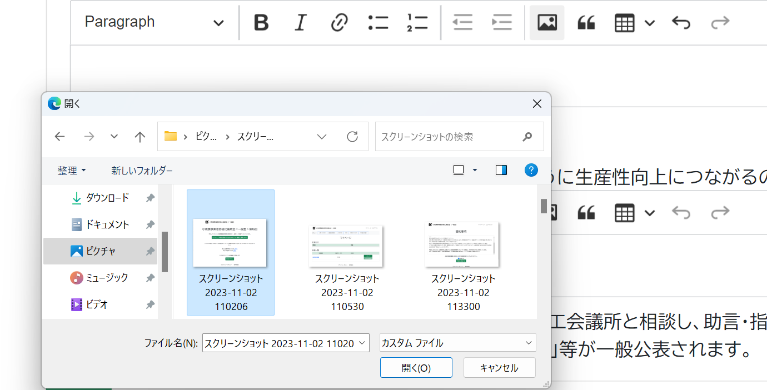 Paragraph
開く
ピク... スクリー...
スクリーンショットの検索
整理 新しいフォルダー
ダウンロード
ドキュメント
ピクチャ
ミュージック
ビデオ
スクリーンショット
2023-11-02
110206
スクリーンショット
2023-11-02
110530
スクリーンショット
2023-11-02
113300
ファイル名(N): スクリーンショット 2023-11-02 11020
カスタム ファイル
開く(O) キャンセル
に生産性向上につながるの
工会議所と相談し、助言・指
等が一般公表されます。